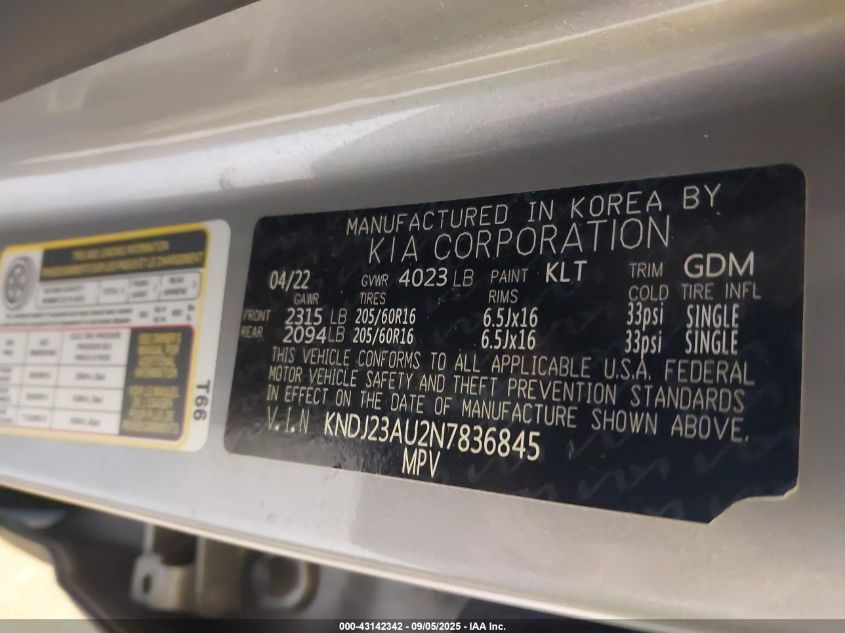 MANUFACTURED IN KOREA BY
KIA CORPORATION
04/22 GVWR 4023 LB PAINT KLT TRIM GDM
GAWR TIRES RIMS COLD TIRE INFL
FRONT 2315 LB 205/60R16 6.5Jx16 33psi SINGLE
REAR 2094 LB 205/60R16 6.5Jx16 33psi SINGLE
THIS VEHICLE CONFORMS TO ALL APPLICABLE U.S.A. FEDERAL
MOTOR VEHICLE SAFETY AND THEFT PREVENTION STANDARDS
IN EFFECT ON THE DATE OF MANUFACTURE SHOWN ABOVE.
V.I.N KNDJ23AU2N7836845
MPV
T66
000-43142342 - 09/05/2025 - IAA Inc.